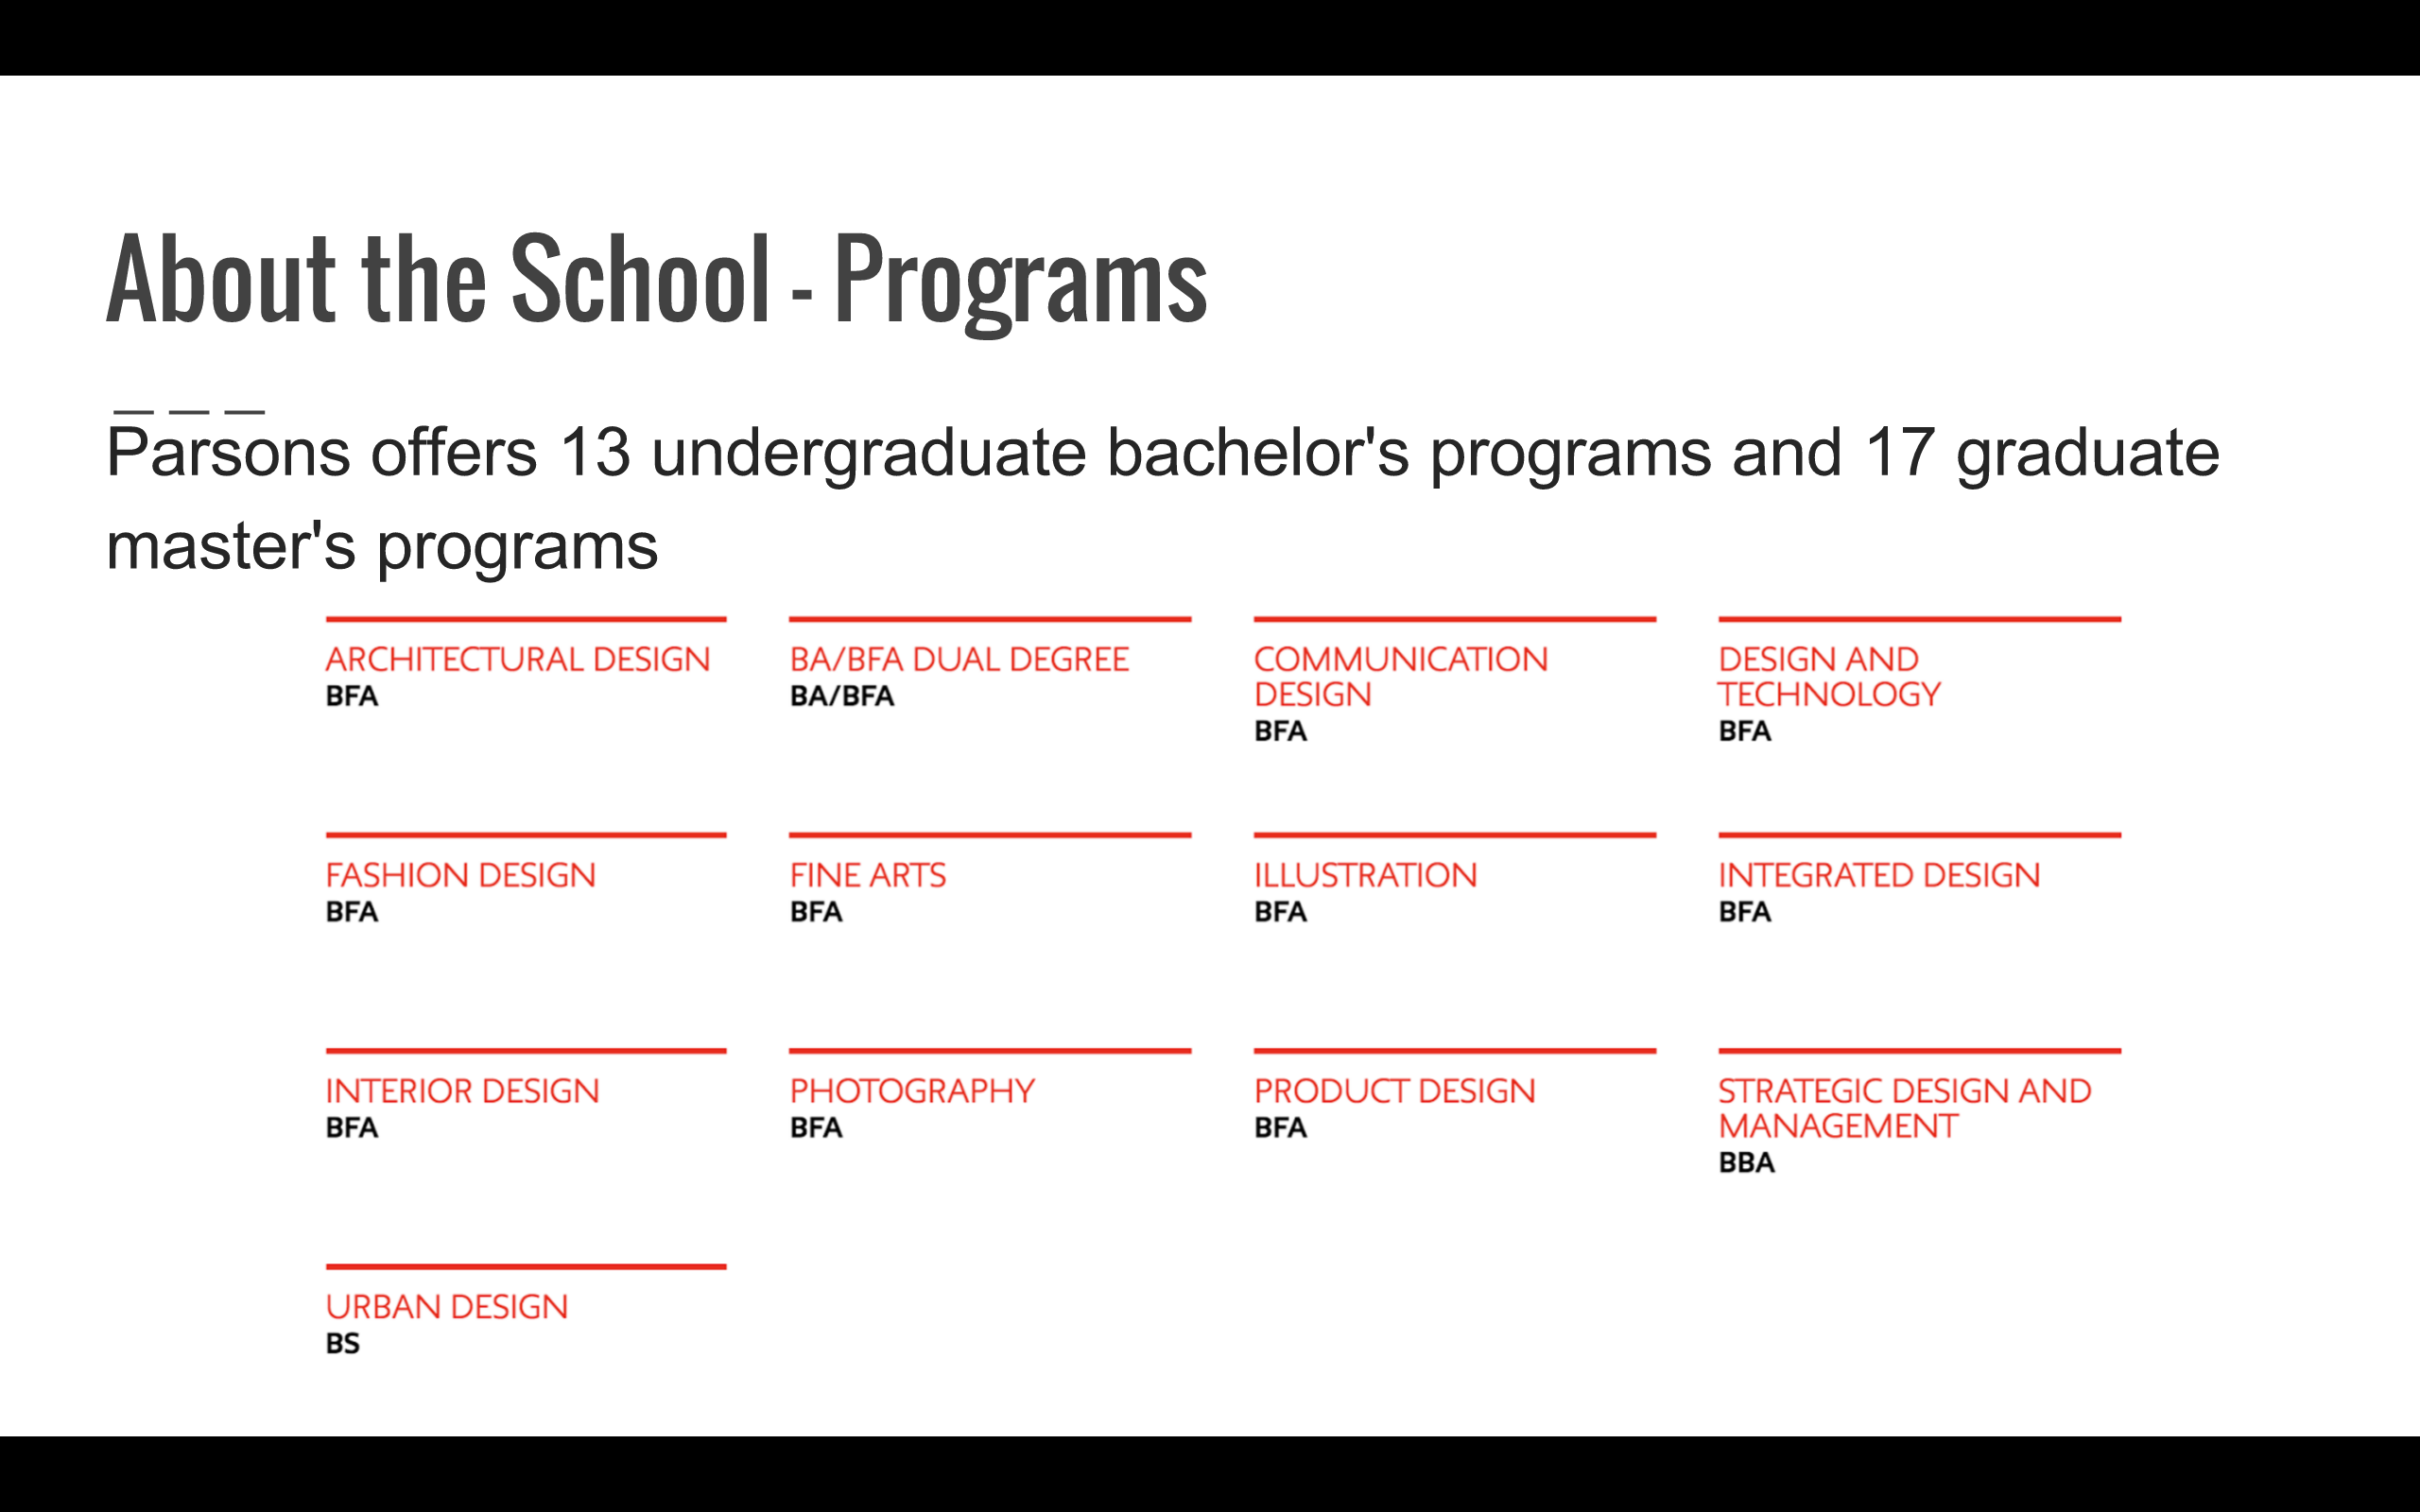 About the School - Programs
Parsons offers 13 undergraduate bachelor's programs and 17 graduate
master's programs
ARCHITECTURAL DESIGN
BFA
BA/BFA DUAL DEGREE
BA/BFA
COMMUNICATION
DESIGN
BFA
DESIGN AND
TECHNOLOGY
BFA
FASHION DESIGN
BFA
FINE ARTS
BFA
ILLUSTRATION
BFA
INTEGRATED DESIGN
BFA
INTERIOR DESIGN
BFA
PHOTOGRAPHY
BFA
PRODUCT DESIGN
BFA
STRATEGIC DESIGN AND
MANAGEMENT
BBA
URBAN DESIGN
BS